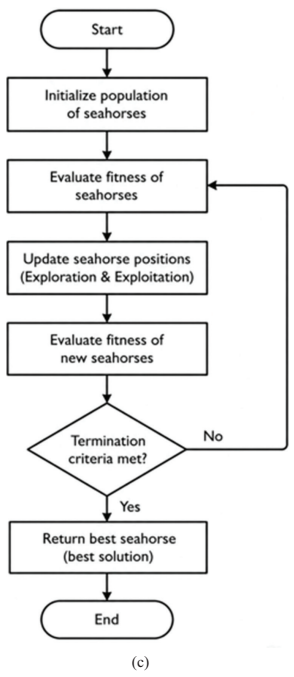 Start
Initialize population
of seahorses
Evaluate fitness of
seahorses
Update seahorse positions
(Exploration & Exploitation)
Evaluate fitness of
new seahorses
Termination
criteria met?
No
Yes
Return best seahorse
(best solution)
End
(c)